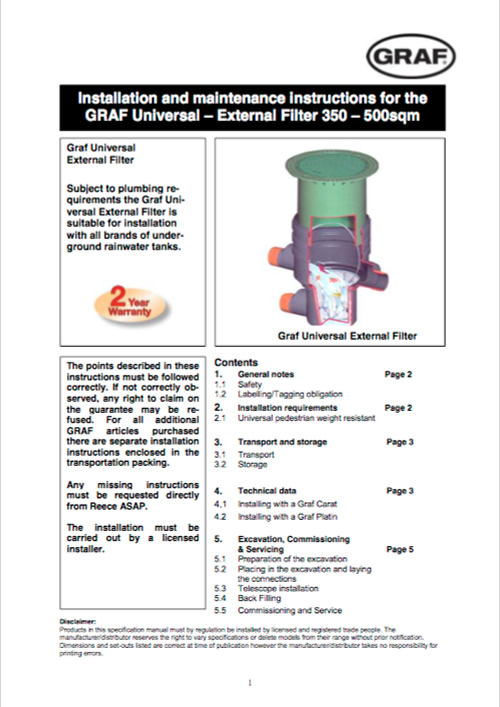 GRAF
Installation and maintenance instructions for the
GRAF Universal – External Filter 350 – 500sqm
Graf Universal
External Filter
Subject to plumbing re-
quirements the Graf Uni-
versal External Filter is
suitable for installation
with all brands of under-
ground rainwater tanks.
2 Year
Warranty
Graf Universal External Filter
The points described in these
instructions must be followed
correctly. If not correctly ob-
served, any right to claim on
the guarantee may be re-
fused. For all additional
GRAF articles purchased
there are separate installation
instructions enclosed in the
transportation packing.
Any missing instructions
must be requested directly
from Reece ASAP.
The installation must be
carried out by a licensed
installer.
Contents
1. General notes Page 2
1.1 Safety
1.2 Labelling/Tagging obligation
2. Installation requirements Page 2
2.1 Universal pedestrian weight resistant
3. Transport and storage Page 3
3.1 Transport
3.2 Storage
4. Technical data Page 3
4,1 Installing with a Graf Carat
4.2 Installing with a Graf Platin
5. Excavation, Commissioning
& Servicing Page 5
5.1 Preparation of the excavation
5.2 Placing in the excavation and laying
the connections
5.3 Telescope installation
5.4 Back Filling
5.5 Commissioning and Service
Disclaimer:
Products in this specification manual must by regulation be installed by licensed and registered trade people. The
manufacturer/distributor reserves the right to vary specifications or delete models from their range without prior notification.
Dimensions and set-outs listed are correct at time of publication however the manufacturer/distributor takes no responsibility for
printing errors.
1